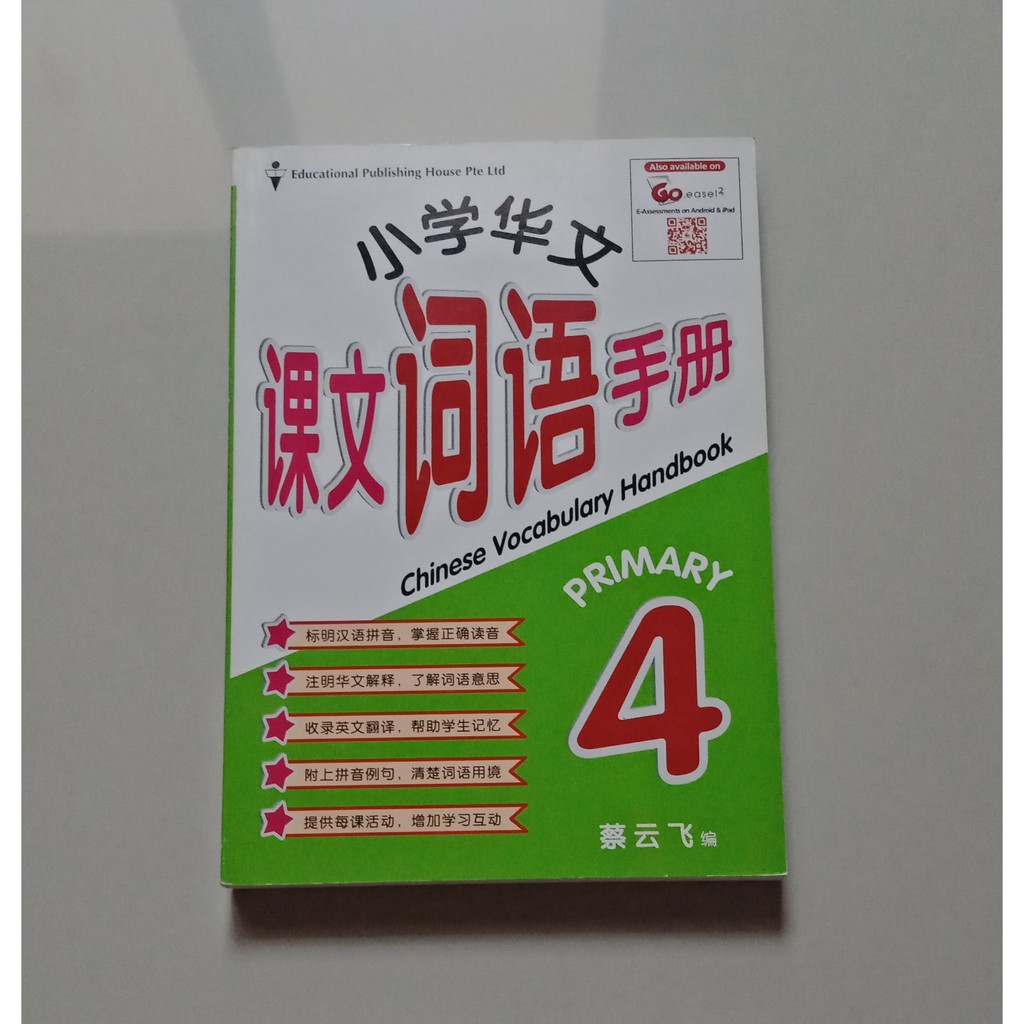 Educational Publishing House Pte Ltd
Also available on
Go easel2
E-Assessments on Android & iPad
小学华文
课文词语手册
Chinese Vocabulary Handbook
PRIMARY
4
标明汉语拼音，掌握正确读音
注明华文解释，了解词语意思
收录英文翻译，帮助学生记忆
附上拼音例句，清楚词语用境
提供每课活动，增加学习互动
蔡云飞 编